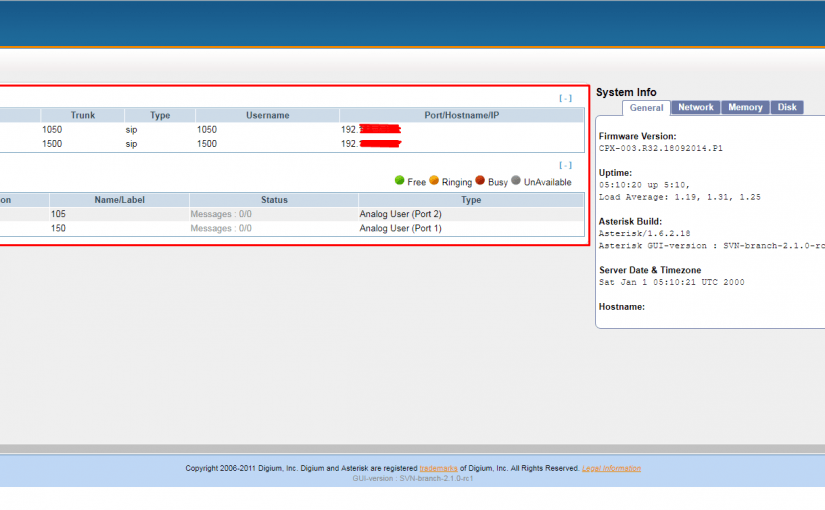 [ - ]
Trunk Type Username Port/Hostname/IP
1050 sip 1050 192.
1500 sip 1500 192.
[ - ]
Free Ringing Busy UnAvailable
on Name/Label Status Type
105 Messages : 0/0 Analog User (Port 2)
150 Messages : 0/0 Analog User (Port 1)
System Info
General Network Memory Disk
Firmware Version:
CPX-003.R32.18092014.P1
Uptime:
05:10:20 up 5:10,
Load Average: 1.19, 1.31, 1.25
Asterisk Build:
Asterisk/1.6.2.18
Asterisk GUI-version : SVN-branch-2.1.0-rc
Server Date & Timezone
Sat Jan 1 05:10:21 UTC 2000
Hostname:
Copyright 2006-2011 Digium, Inc. Digium and Asterisk are registered trademarks of Digium, Inc. All Rights Reserved. Legal Information
GUI-version : SVN-branch-2.1.0-rc1